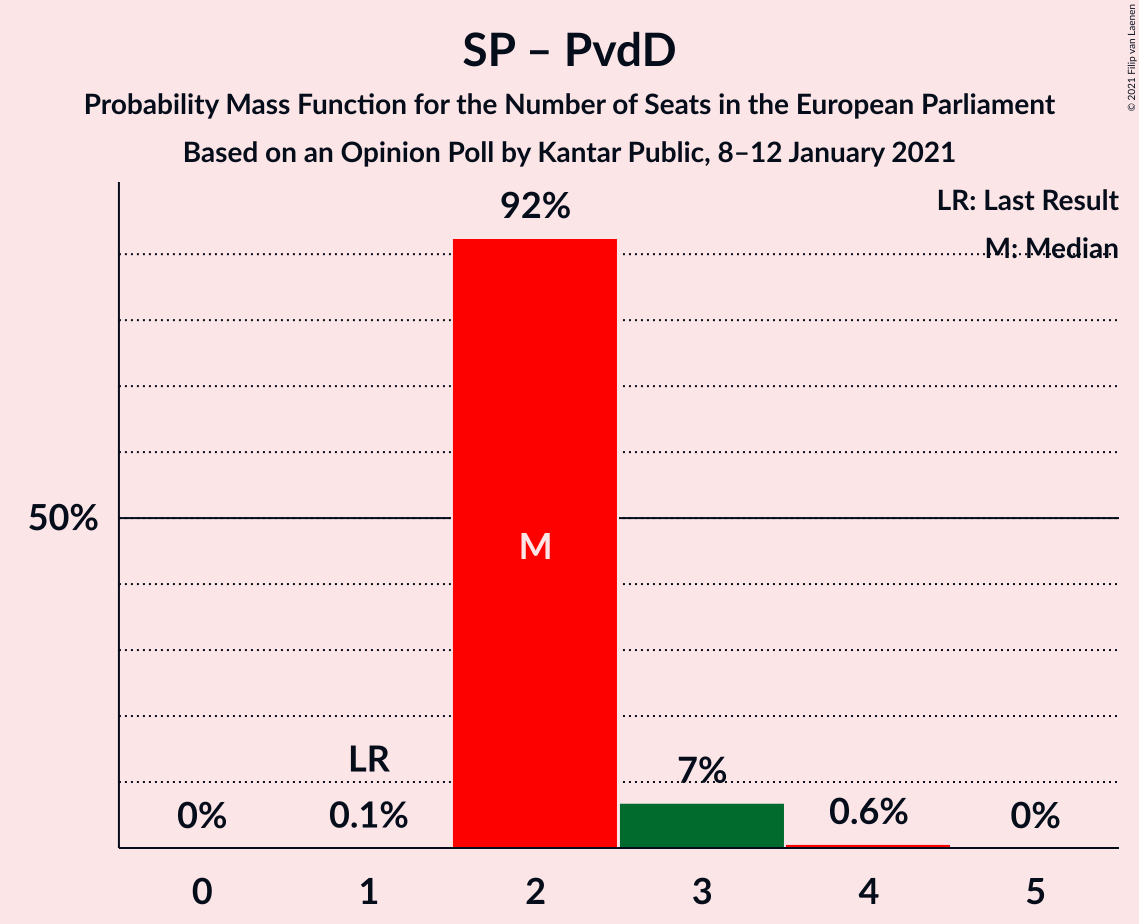 SP – PvdD
Probability Mass Function for the Number of Seats in the European Parliament
Based on an Opinion Poll by Kantar Public, 8–12 January 2021
© 2021 Filip van Laenen
LR: Last Result
M: Median
92%
50%
M
LR
7%
0%
0.1%
0.6%
0%
0
1
2
3
4
5